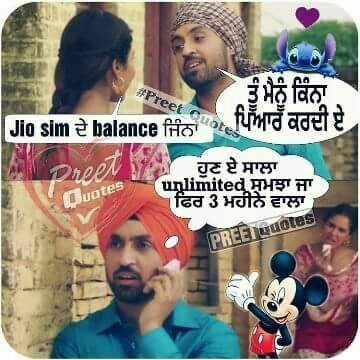 #Preet Quotes
ਤੂੰ ਮੈਨੂੰ ਕਿੰਨਾ
ਪਿਆਰ ਕਰਦੀ ਏ
Jio sim ਦੇ balance ਜਿੰਨਾ
Preet
Quotes
ਹੁਣ ਏ ਸਾਲਾ
unlimited ਸਮਝਾ ਜਾ
ਫਿਰ 3 ਮਹੀਨੇ ਵਾਲਾ
PREET Quotes